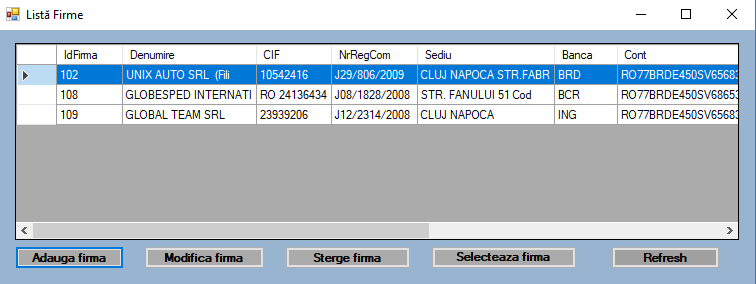 Listă Firme
IdFirma Denumire CIF NrRegCom Sediu Banca Cont
102 UNIX AUTO SRL (Fili 10542416 J29/806/2009 CLUJ NAPOCA STR.FABR BRD RO77BRDE450SV65683
108 GLOBESPED INTERNATI RO 24136434 J08/1828/2008 STR. FANULUI 51 Cod BCR RO77BRDE450SV68653
109 GLOBAL TEAM SRL 23939206 J12/2314/2008 CLUJ NAPOCA ING RO77BRDE450SV65683
Adauga firma Modifica firma Sterge firma Selecteaza firma Refresh